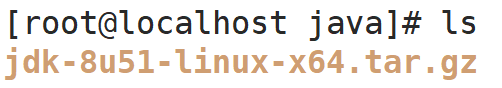 [root@localhost java]# ls
jdk-8u51-linux-x64.tar.gz